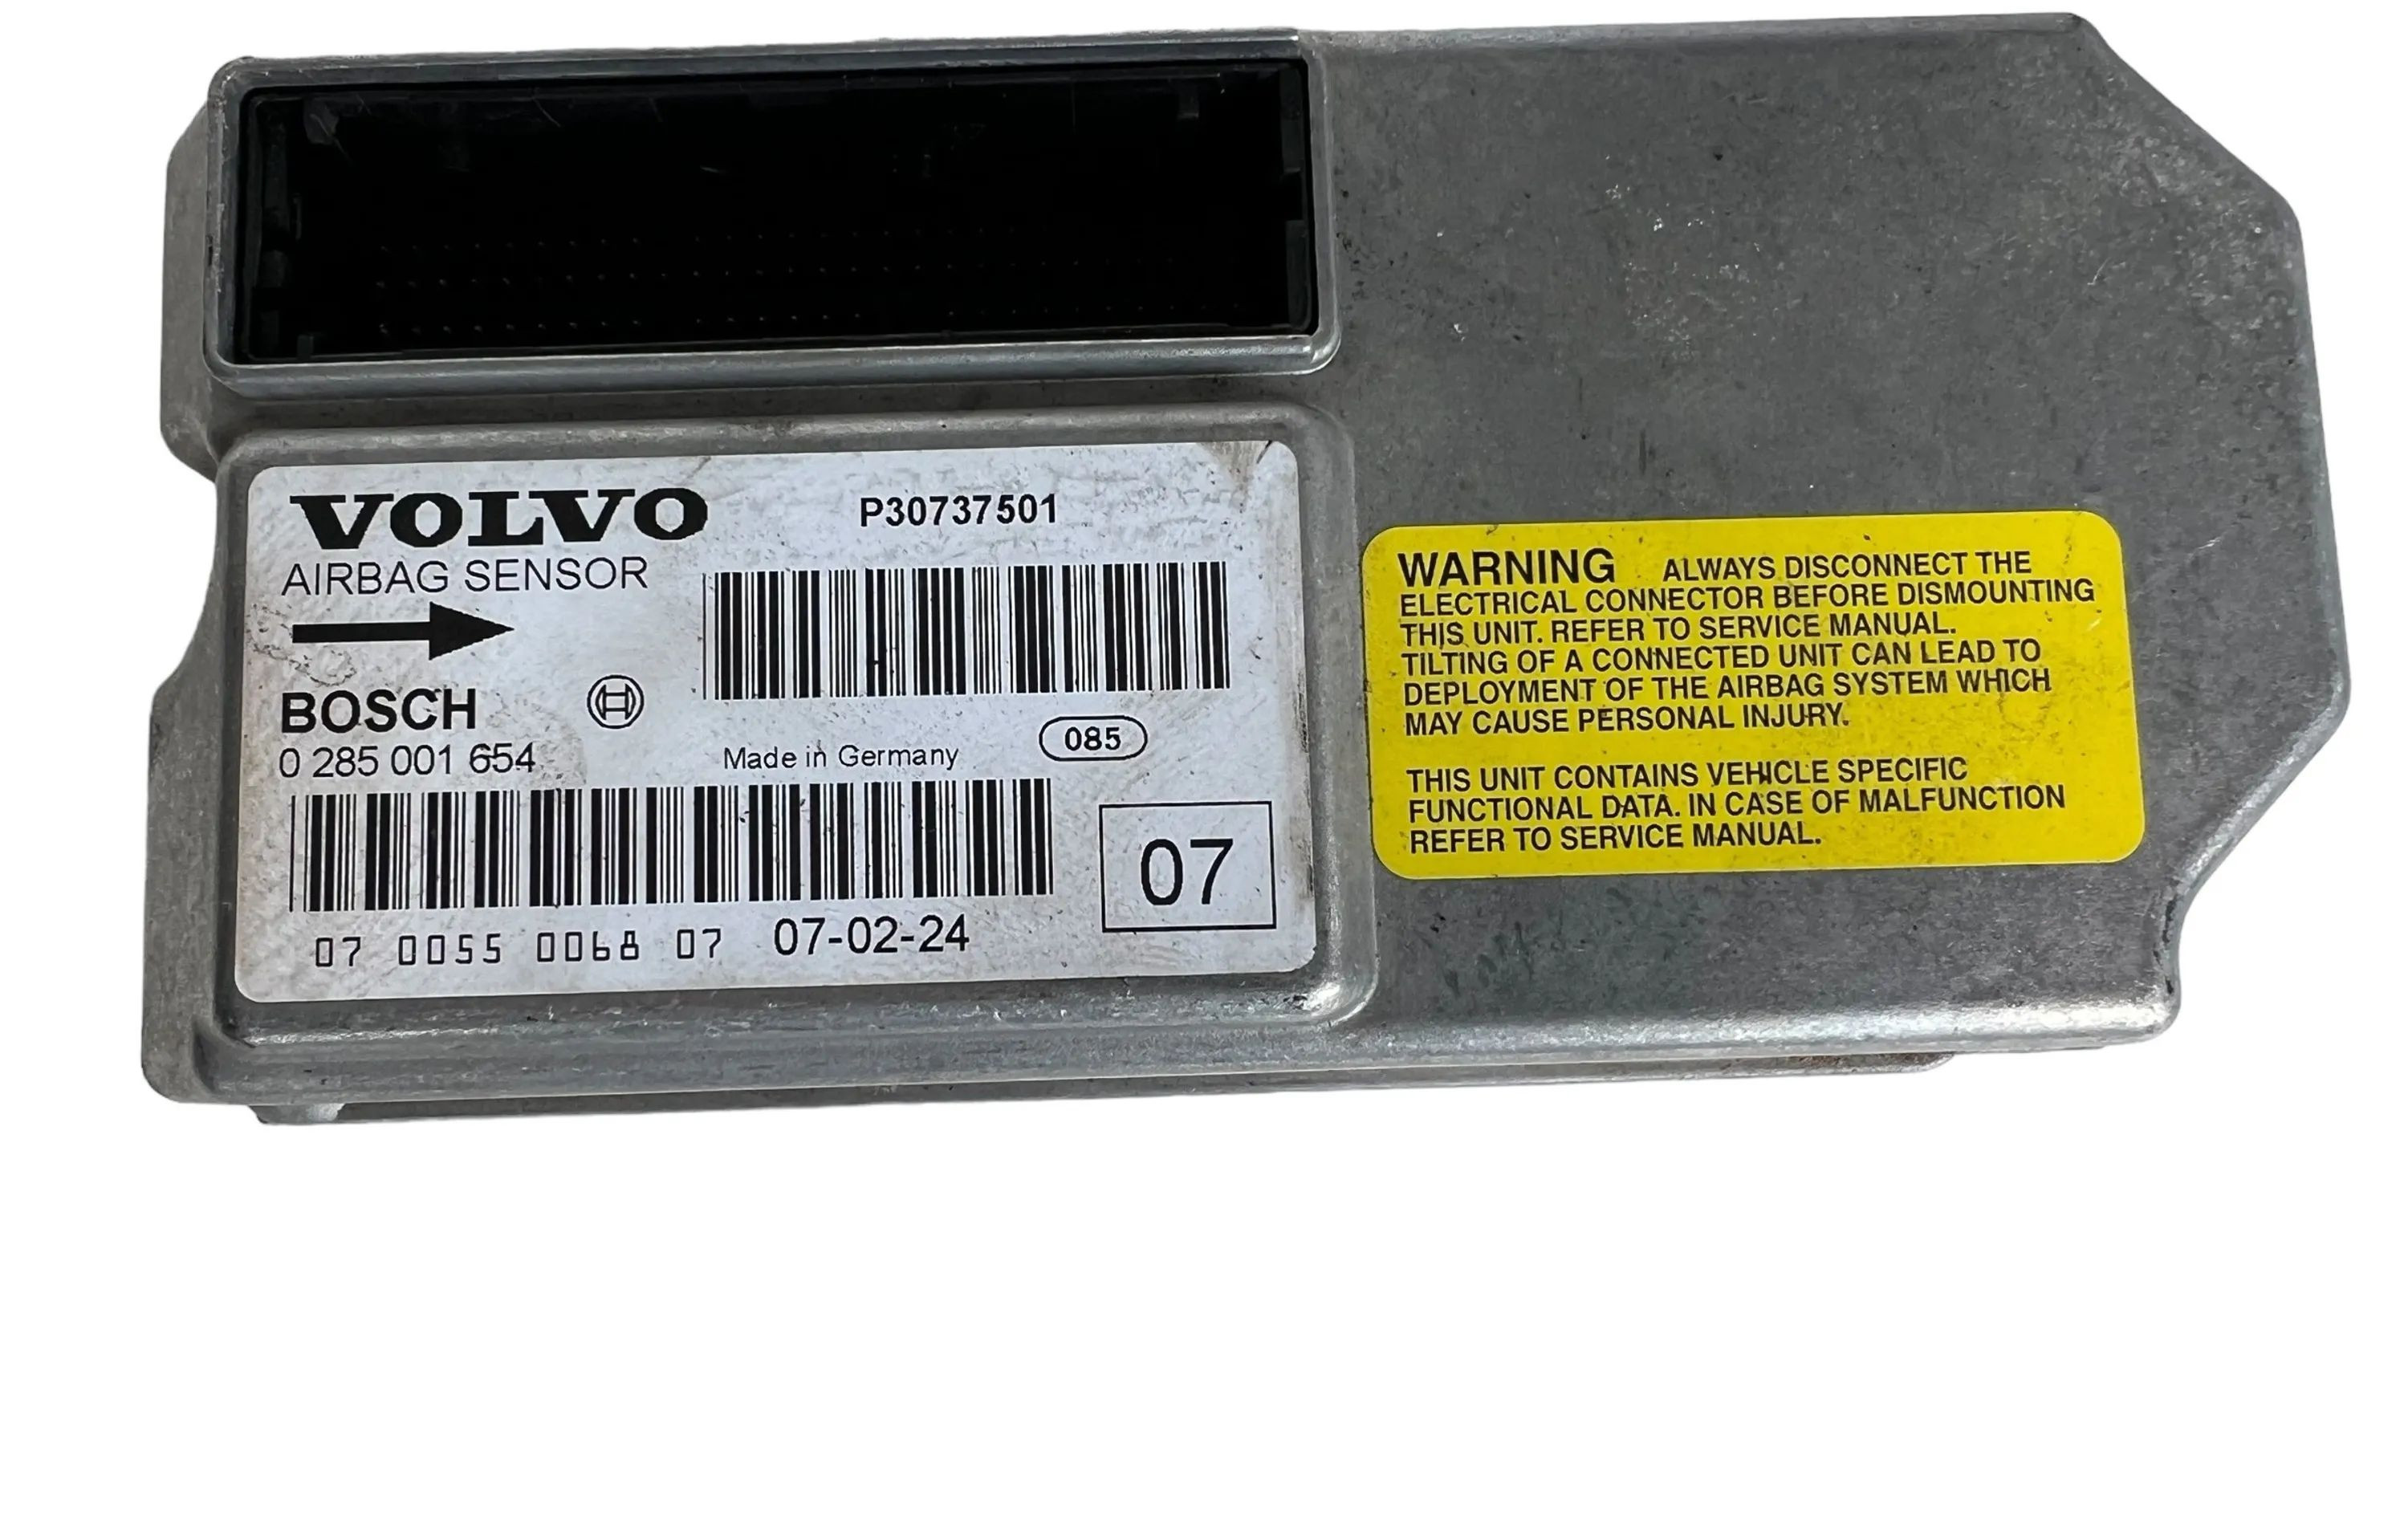 VOLVO
P30737501
AIRBAG SENSOR
BOSCH
0 285 001 654
Made in Germany
085
07
07 0055 0068 07 07-02-24
WARNING ALWAYS DISCONNECT THE
ELECTRICAL CONNECTOR BEFORE DISMOUNTING
THIS UNIT. REFER TO SERVICE MANUAL.
TILTING OF A CONNECTED UNIT CAN LEAD TO
DEPLOYMENT OF THE AIRBAG SYSTEM WHICH
MAY CAUSE PERSONAL INJURY.
THIS UNIT CONTAINS VEHICLE SPECIFIC
FUNCTIONAL DATA. IN CASE OF MALFUNCTION
REFER TO SERVICE MANUAL.